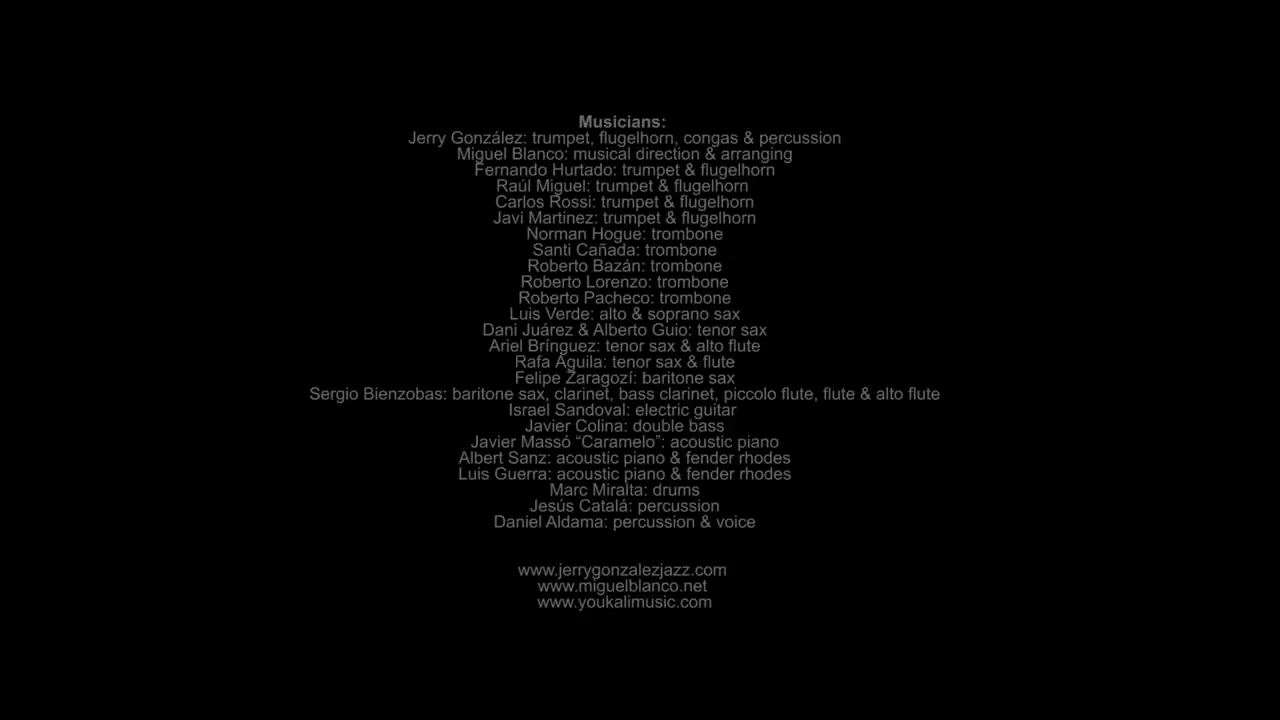 Musicians:
Jerry González: trumpet, flugelhorn, congas & percussion
Miguel Blanco: musical direction & arranging
Fernando Hurtado: trumpet & flugelhorn
Raúl Miguel: trumpet & flugelhorn
Carlos Rossi: trumpet & flugelhorn
Javi Martinez: trumpet & flugelhorn
Norman Hogue: trombone
Santi Cañada: trombone
Roberto Bazán: trombone
Roberto Lorenzo: trombone
Roberto Pacheco: trombone
Luis Verde: alto & soprano sax
Dani Juárez & Alberto Guio: tenor sax
Ariel Brínguez: tenor sax & alto flute
Rafa Águila: tenor sax & flute
Felipe Zaragozí: baritone sax
Sergio Bienzobas: baritone sax, clarinet, bass clarinet, piccolo flute, flute & alto flute
Israel Sandoval: electric guitar
Javier Colina: double bass
Javier Massó “Caramelo”: acoustic piano
Albert Sanz: acoustic piano & fender rhodes
Luis Guerra: acoustic piano & fender rhodes
Marc Miralta: drums
Jesús Catalá: percussion
Daniel Aldama: percussion & voice
www.jerrygonzalezjazz.com
www.miguelblanco.net
www.youkalimusic.com